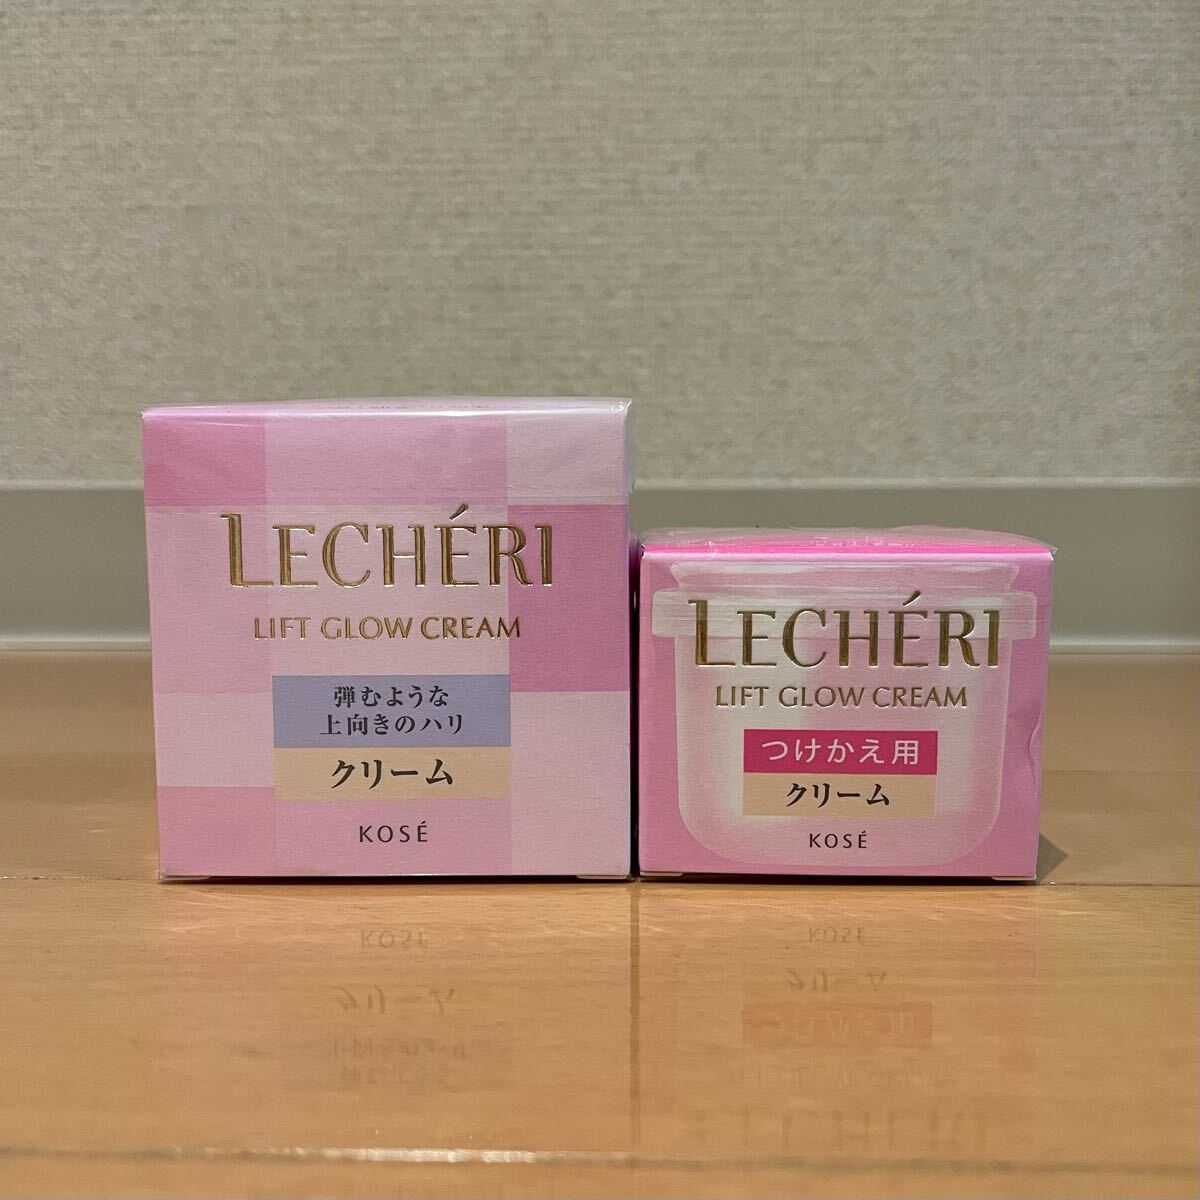 LECHÉRI
LIFT GLOW CREAM
弾むような
上向きのハリ
クリーム
KOSÉ
LECHÉRI
LIFT GLOW CREAM
つけかえ用
クリーム
KOSÉ